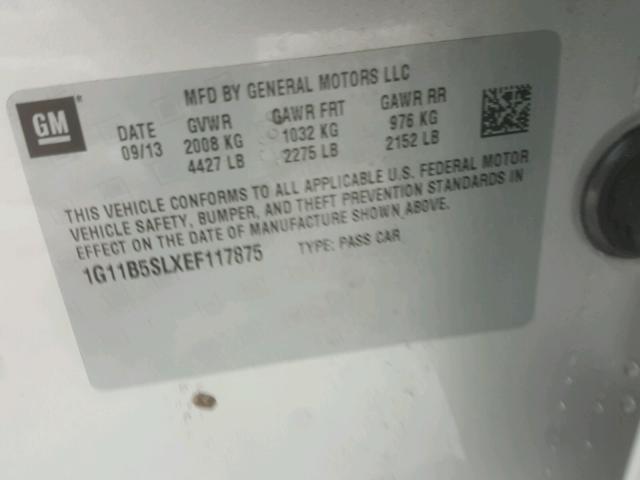 MFD BY GENERAL MOTORS LLC
GM
DATE GVWR GAWR FRT GAWR RR
09/13 2008 KG 1032 KG 976 KG
4427 LB 2275 LB 2152 LB
THIS VEHICLE CONFORMS TO ALL APPLICABLE U.S. FEDERAL MOTOR
VEHICLE SAFETY, BUMPER, AND THEFT PREVENTION STANDARDS IN
EFFECT ON THE DATE OF MANUFACTURE SHOWN ABOVE.
1G11B5SLXEF117875 TYPE: PASS CAR